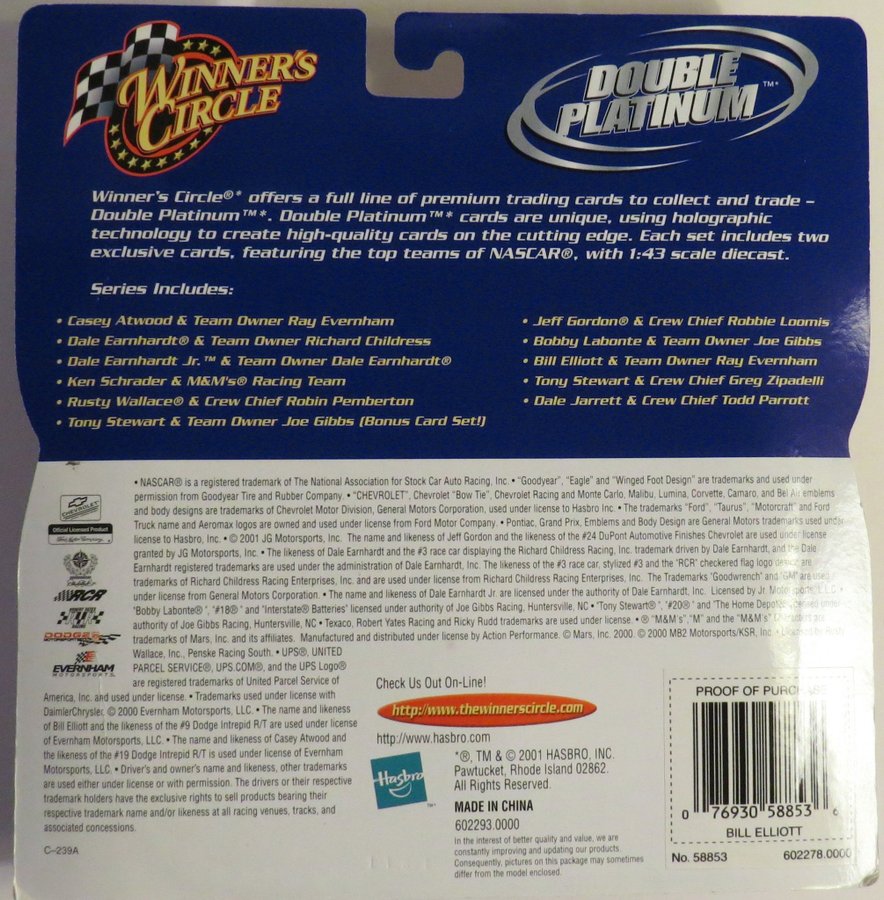 WINNER'S
CIRCLE
DOUBLE
PLATINUM™*
Winner's Circle®* offers a full line of premium trading cards to collect and trade –
Double Platinum™*. Double Platinum™* cards are unique, using holographic
technology to create high-quality cards on the cutting edge. Each set includes two
exclusive cards, featuring the top teams of NASCAR®, with 1:43 scale diecast.
Series Includes:
• Casey Atwood & Team Owner Ray Evernham
• Dale Earnhardt® & Team Owner Richard Childress
• Dale Earnhardt Jr.™ & Team Owner Dale Earnhardt®
• Ken Schrader & M&M's® Racing Team
• Rusty Wallace® & Crew Chief Robin Pemberton
• Tony Stewart & Team Owner Joe Gibbs (Bonus Card Set!)
• Jeff Gordon® & Crew Chief Robbie Loomis
• Bobby Labonte & Team Owner Joe Gibbs
• Bill Elliott & Team Owner Ray Evernham
• Tony Stewart & Crew Chief Greg Zipadelli
• Dale Jarrett & Crew Chief Todd Parrott
• NASCAR® is a registered trademark of The National Association for Stock Car Auto Racing, Inc. • "Goodyear", "Eagle" and "Winged Foot Design" are trademarks and used under
permission from Goodyear Tire and Rubber Company. • "CHEVROLET", Chevrolet "Bow Tie", Chevrolet Racing and Monte Carlo, Malibu, Lumina, Corvette, Camaro, and Bel Air emblems
and body designs are trademarks of Chevrolet Motor Division, General Motors Corporation, used under license to Hasbro Inc. • The trademarks "Ford", "Taurus", "Motorcraft" and Ford
Truck name and Aeromax logos are owned and used under license from Ford Motor Company. • Pontiac, Grand Prix, Emblems and Body Design are General Motors trademarks used under
license to Hasbro, Inc. • © 2001 JG Motorsports, Inc. The name and likeness of Jeff Gordon and the likeness of the #24 DuPont Automotive Finishes Chevrolet are used under license
granted by JG Motorsports, Inc. • The likeness of Dale Earnhardt and the #3 race car displaying the Richard Childress Racing, Inc. trademark driven by Dale Earnhardt, and the Dale
Earnhardt registered trademarks are used under the administration of Dale Earnhardt, Inc. The likeness of the #3 race car, stylized #3 and the "RCR" checkered flag logo device are
trademarks of Richard Childress Racing Enterprises, Inc. and are used under license from Richard Childress Racing Enterprises, Inc. The Trademarks 'Goodwrench' and 'GM' are used
under license from General Motors Corporation. • The name and likeness of Dale Earnhardt Jr. are licensed under the authority of Dale Earnhardt, Inc. Licensed by Jr. Motorsports, L.L.C. •
'Bobby Labonte®', '#18®' and "Interstate® Batteries' licensed under authority of Joe Gibbs Racing, Huntersville, NC • 'Tony Stewart®', '#20®' and 'The Home Depot® licensed under
authority of Joe Gibbs Racing, Huntersville, NC • Texaco, Robert Yates Racing and Ricky Rudd trademarks are used under license. • ® "M&M's", "M" and the "M&M's" Characters are
trademarks of Mars, Inc. and its affiliates. Manufactured and distributed under license by Action Performance. © Mars, Inc. 2000. © 2000 MB2 Motorsports/KSR, Inc. • Licensed by Rusty
Wallace, Inc., Penske Racing South. • UPS®, UNITED
PARCEL SERVICE®, UPS.COM®, and the UPS Logo®
are registered trademarks of United Parcel Service of
America, Inc. and used under license. • Trademarks used under license with
DaimlerChrysler. © 2000 Evernham Motorsports, LLC. • The name and likeness
of Bill Elliott and the likeness of the #9 Dodge Intrepid R/T are used under license
of Evernham Motorsports, LLC. • The name and likeness of Casey Atwood and
the likeness of the #19 Dodge Intrepid R/T is used under license of Evernham
Motorsports, LLC. • Driver's and owner's name and likeness, other trademarks
are used either under license or with permission. The drivers or their respective
trademark holders have the exclusive rights to sell products bearing their
respective trademark name and/or likeness at all racing venues, tracks, and
associated concessions.
C–239A
CHEVROLET
Official Licensed Product
RCR
DODGE
MOTORSPORTS
EVERNHAM
MOTORSPORTS
Check Us Out On-Line!
http://www.thewinnerscircle.com
http://www.hasbro.com
Hasbro
™*
*®, TM & © 2001 HASBRO, INC.
Pawtucket, Rhode Island 02862.
All Rights Reserved.
MADE IN CHINA
602293.0000
In the interest of better quality and value, we are
constantly improving and updating our products.
Consequently, pictures on this package may sometimes
differ from the model enclosed.
PROOF OF PURCHASE
0 76930 58853 6
BILL ELLIOTT
No. 58853 602278.0000